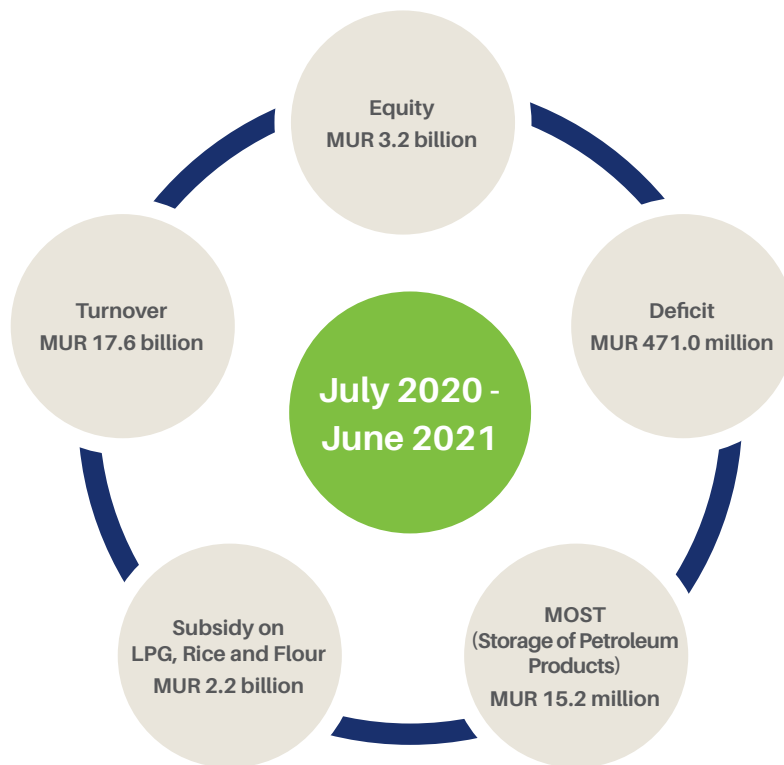 Equity
MUR 3.2 billion
Turnover
MUR 17.6 billion
Deficit
MUR 471.0 million
July 2020 -
June 2021
Subsidy on
LPG, Rice and Flour
MUR 2.2 billion
MOST
(Storage of Petroleum
Products)
MUR 15.2 million